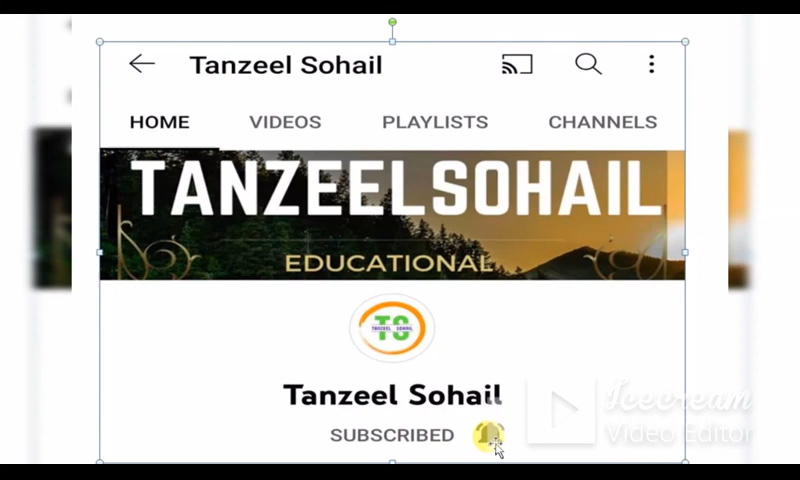 Tanzeel Sohail
HOME VIDEOS PLAYLISTS CHANNELS
TANZEELSOHAIL
EDUCATIONAL
TS
TANZEEL SOHAIL
Tanzeel Sohail
SUBSCRIBED
Icecream
Video Editor